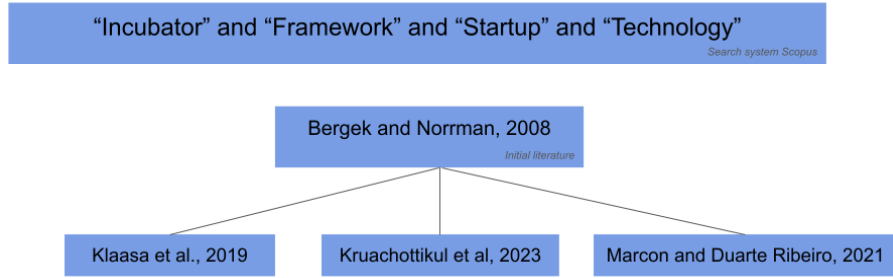 “Incubator” and “Framework” and “Startup” and “Technology”
Search system Scopus
Bergek and Norrman, 2008
Initial literature
Klaasa et al., 2019
Kruachottikul et al, 2023
Marcon and Duarte Ribeiro, 2021